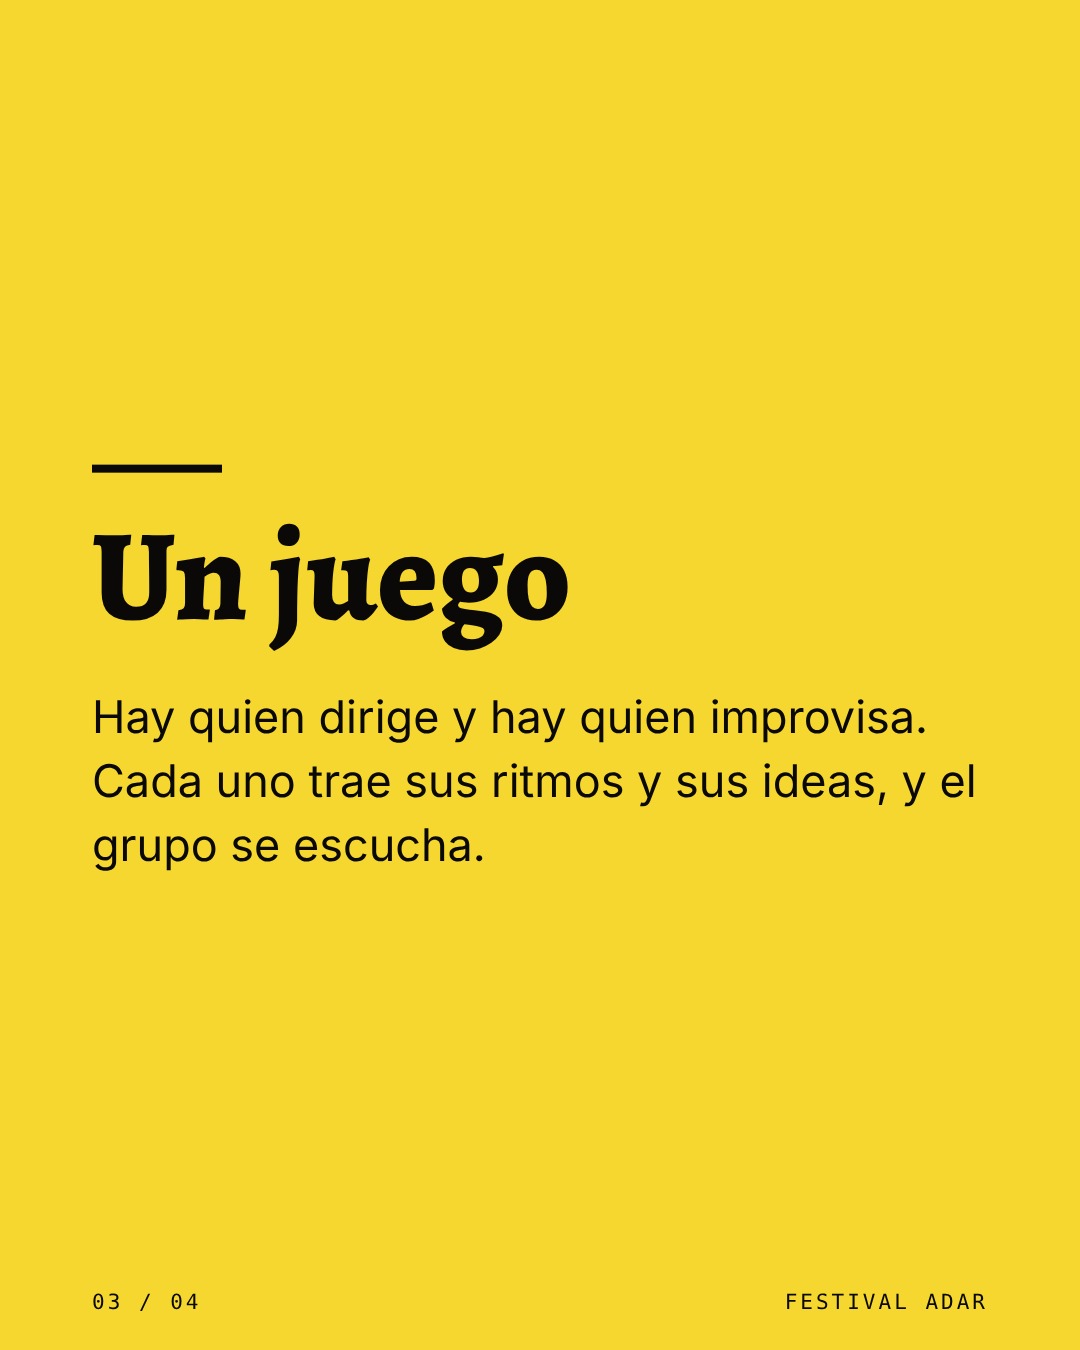 Un juego
Hay quien dirige y hay quien improvisa.
Cada uno trae sus ritmos y sus ideas, y el
grupo se escucha.
03 / 04
FESTIVAL ADAR